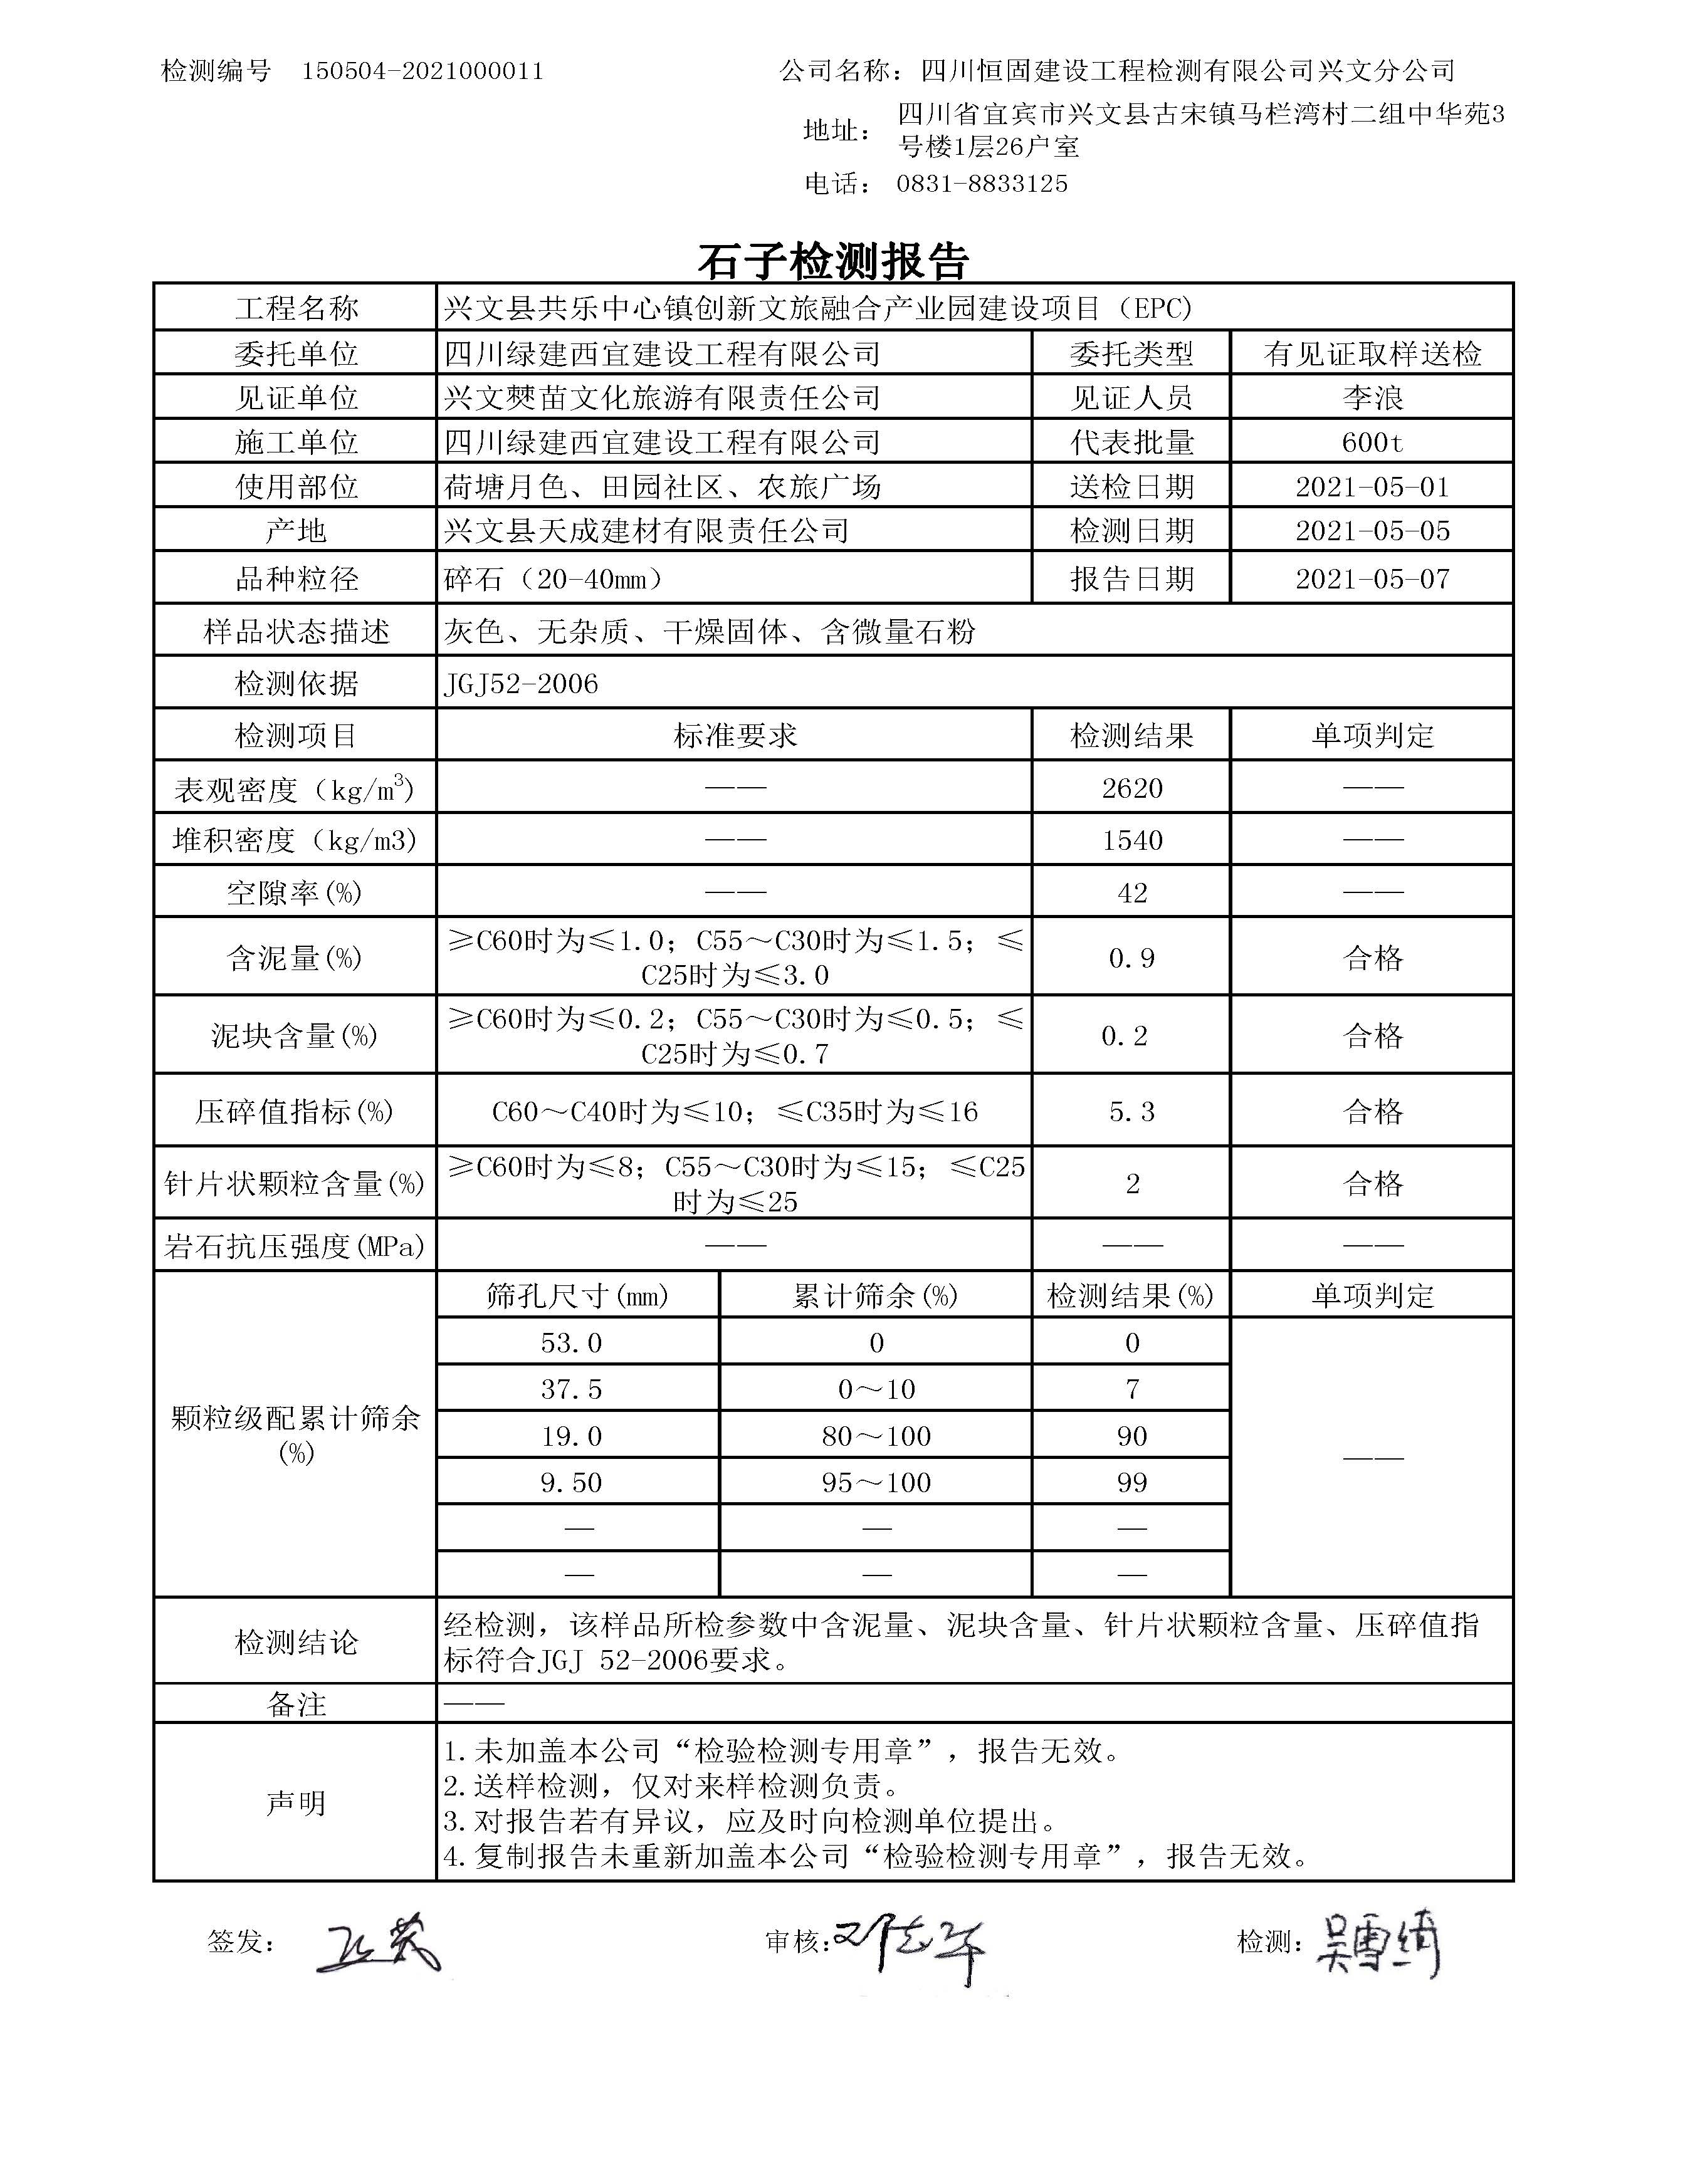 检测编号 150504-2021000011
公司名称：四川恒固建设工程检测有限公司兴文分公司
地址：四川省宜宾市兴文县古宋镇马栏湾村二组中华苑3
号楼1层26户室
电话：0831-8833125
石子检测报告
工程名称 兴文县共乐中心镇创新文旅融合产业园建设项目（EPC)
委托单位 四川绿建西宜建设工程有限公司 委托类型 有见证取样送检
见证单位 兴文僰苗文化旅游有限责任公司 见证人员 李浪
施工单位 四川绿建西宜建设工程有限公司 代表批量 600t
使用部位 荷塘月色、田园社区、农旅广场 送检日期 2021-05-01
产地 兴文县天成建材有限责任公司 检测日期 2021-05-05
品种粒径 碎石（20-40mm） 报告日期 2021-05-07
样品状态描述 灰色、无杂质、干燥固体、含微量石粉
检测依据 JGJ52-2006
检测项目 标准要求 检测结果 单项判定
表观密度（kg/m³) —— 2620 ——
堆积密度（kg/m3) —— 1540 ——
空隙率(%) —— 42 ——
含泥量(%) ≥C60时为≤1.0；C55～C30时为≤1.5；≤
C25时为≤3.0 0.9 合格
泥块含量(%) ≥C60时为≤0.2；C55～C30时为≤0.5；≤
C25时为≤0.7 0.2 合格
压碎值指标(%) C60～C40时为≤10；≤C35时为≤16 5.3 合格
针片状颗粒含量(%) ≥C60时为≤8；C55～C30时为≤15；≤C25
时为≤25 2 合格
岩石抗压强度(MPa) —— —— ——
颗粒级配累计筛余
(%)
筛孔尺寸(mm) 累计筛余(%) 检测结果(%) 单项判定
53.0 0 0
37.5 0～10 7
19.0 80～100 90
9.50 95～100 99
——
— — —
— — —
检测结论 经检测，该样品所检参数中含泥量、泥块含量、针片状颗粒含量、压碎值指
标符合JGJ 52-2006要求。
备注 ——
声明
1.未加盖本公司“检验检测专用章”，报告无效。
2.送样检测，仅对来样检测负责。
3.对报告若有异议，应及时向检测单位提出。
4.复制报告未重新加盖本公司“检验检测专用章”，报告无效。
签发： 审核： 检测：吴雪绮